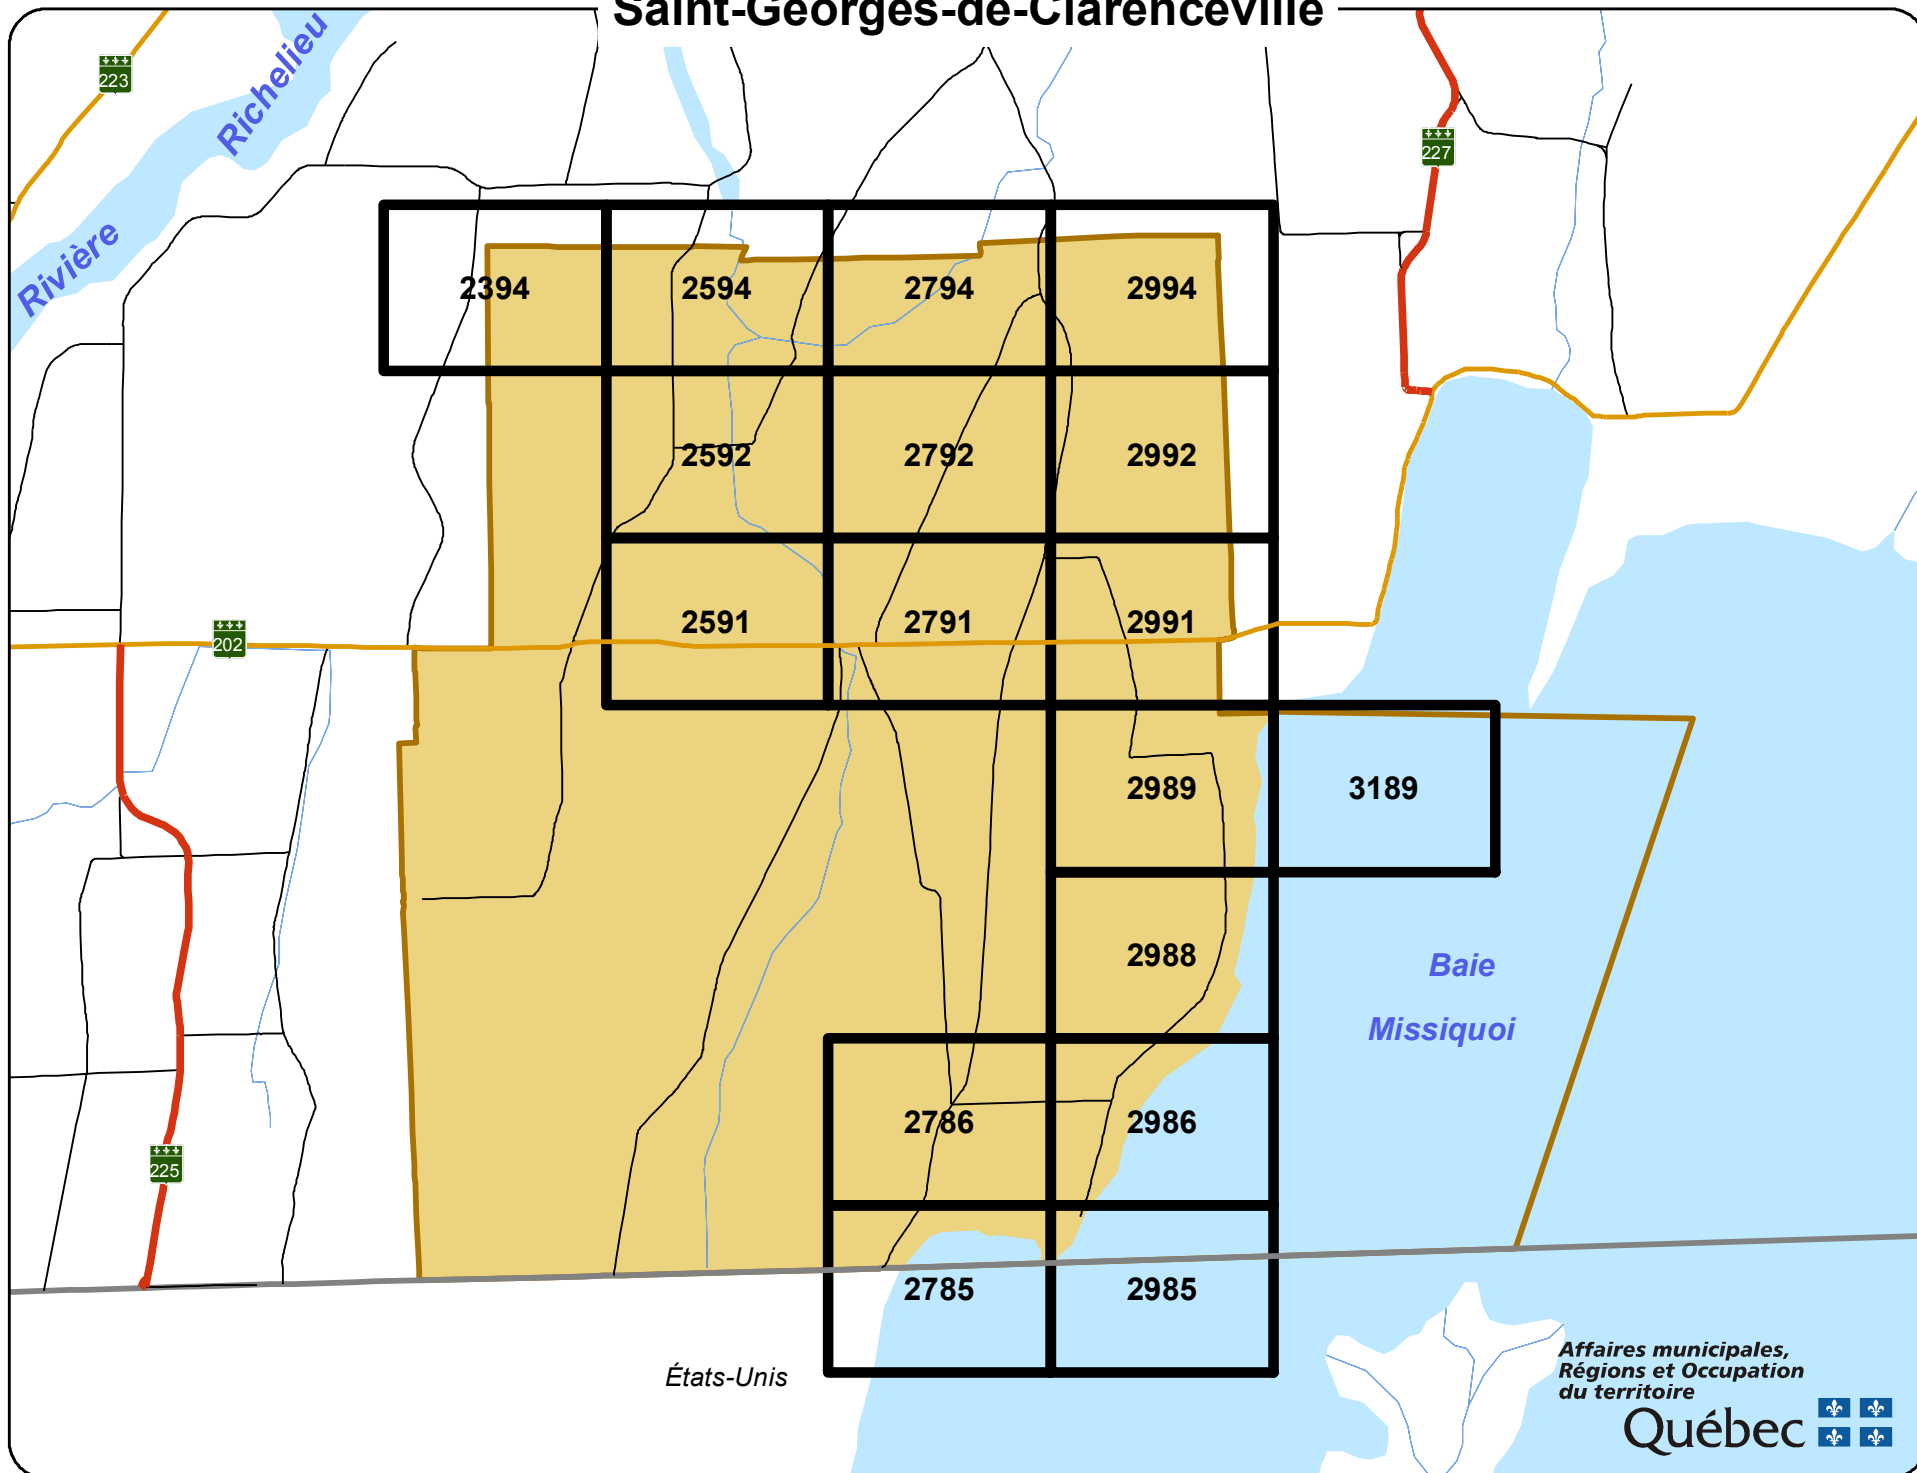 Saint-Georges-de-Clarenceville
223
Richelieu
Rivière
227
2394
2594
2794
2994
2592
2792
2992
2591
2791
2991
202
2989
3189
2988
Baie
Missiquoi
2786
2986
225
2785
2985
États-Unis
Affaires municipales,
Régions et Occupation
du territoire
Québec